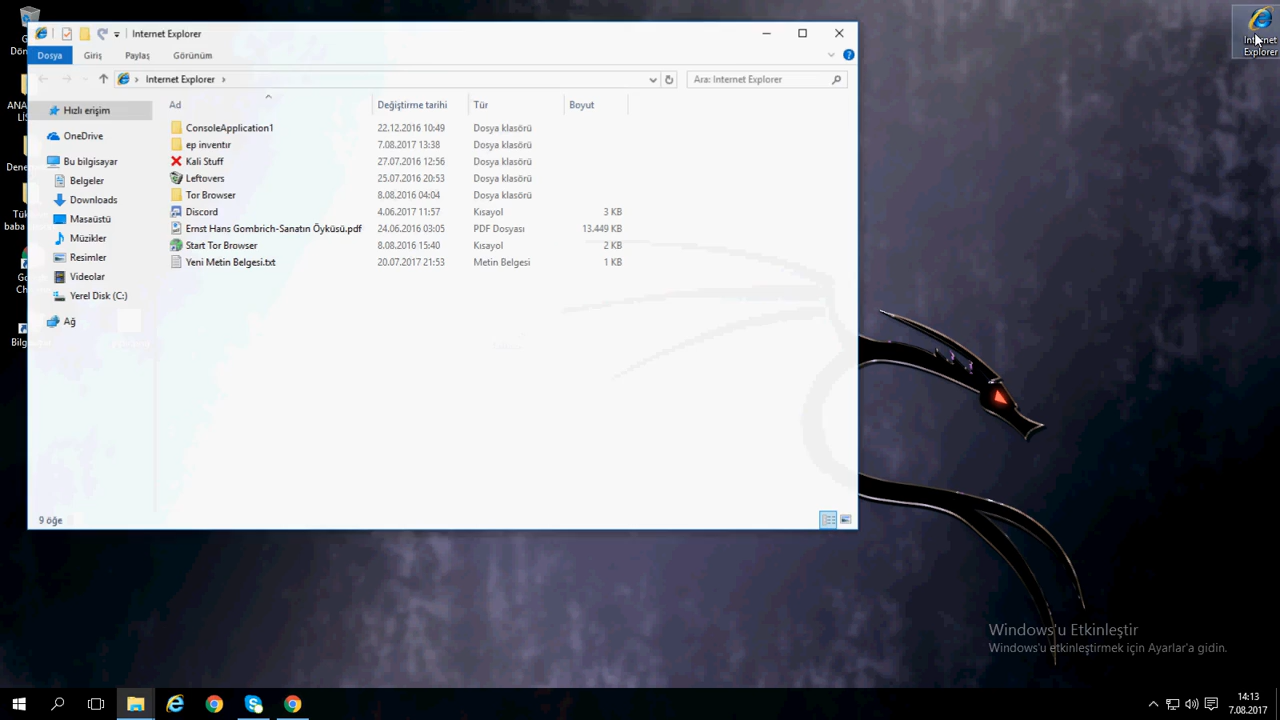 Internet Explorer
Dosya Giriş Paylaş Görünüm
Internet Explorer
Ara: Internet Explorer
Ad Değiştirme tarihi Tür Boyut
ConsoleApplication1 22.12.2016 10:49 Dosya klasörü
ep inventır 7.08.2017 13:38 Dosya klasörü
Kali Stuff 27.07.2016 12:56 Dosya klasörü
Leftovers 25.07.2016 20:53 Dosya klasörü
Tor Browser 8.08.2016 04:04 Dosya klasörü
Discord 4.06.2017 11:57 Kısayol 3 KB
Ernst Hans Gombrich-Sanatın Öyküsü.pdf 24.06.2016 03:05 PDF Dosyası 13.449 KB
Start Tor Browser 8.08.2016 15:40 Kısayol 2 KB
Yeni Metin Belgesi.txt 20.07.2017 21:53 Metin Belgesi 1 KB
Hızlı erişim
OneDrive
Bu bilgisayar
Belgeler
Downloads
Masaüstü
Müzikler
Resimler
Videolar
Yerel Disk (C:)
Ağ
9 öğe
Internet
Explorer
Windows'u Etkinleştir
Windows'u etkinleştirmek için Ayarlar'a gidin.
14:13
7.08.2017